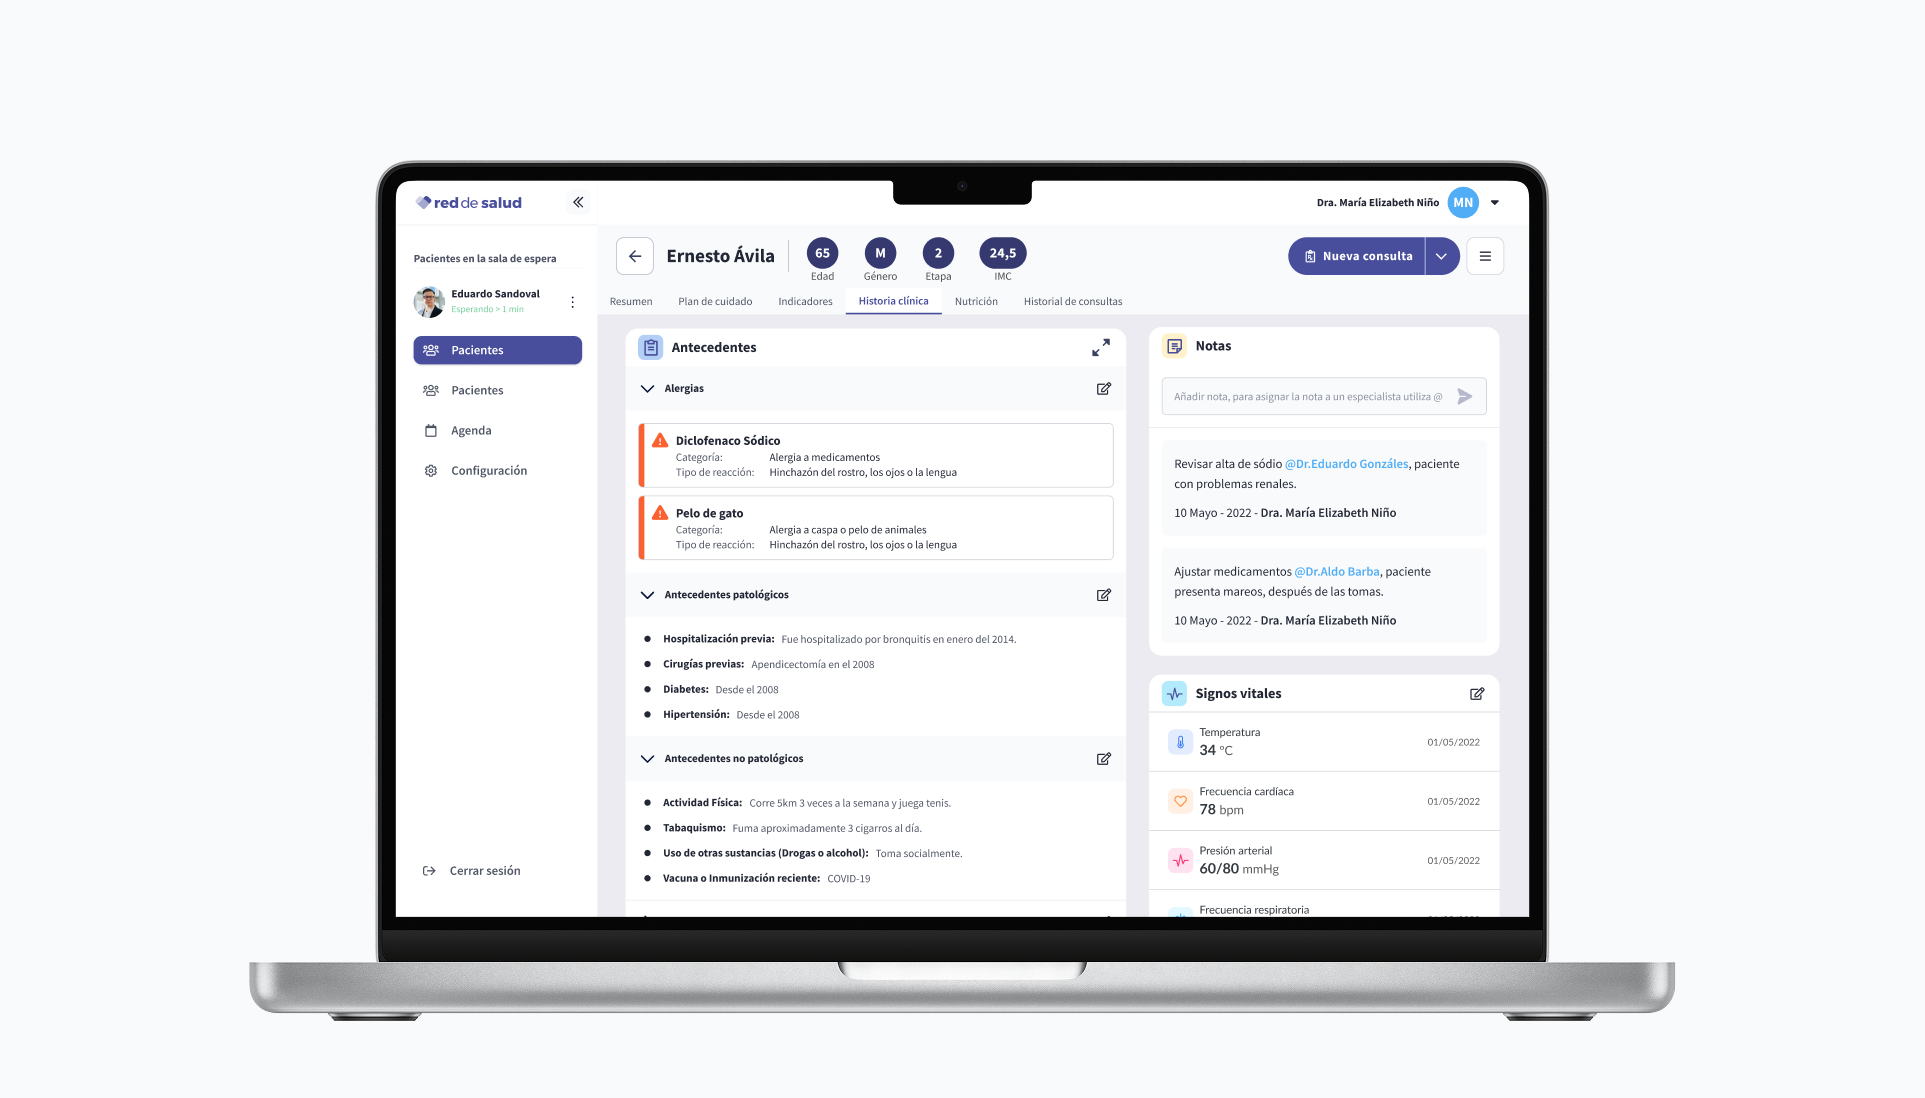 red de salud
Dra. María Elizabeth Niño
MN
Pacientes en la sala de espera
Eduardo Sandoval
Esperando > 1 min
Pacientes
Pacientes
Agenda
Configuración
Cerrar sesión
Ernesto Ávila
65
Edad
M
Género
2
Etapa
24,5
IMC
Nueva consulta
Resumen
Plan de cuidado
Indicadores
Historia clínica
Nutrición
Historial de consultas
Antecedentes
Alergias
Diclofenaco Sódico
Categoría: Alergia a medicamentos
Tipo de reacción: Hinchazón del rostro, los ojos o la lengua
Pelo de gato
Categoría: Alergia a caspa o pelo de animales
Tipo de reacción: Hinchazón del rostro, los ojos o la lengua
Antecedentes patológicos
Hospitalización previa: Fue hospitalizado por bronquitis en enero del 2014.
Cirugías previas: Apendicectomía en el 2008
Diabetes: Desde el 2008
Hipertensión: Desde el 2008
Antecedentes no patológicos
Actividad Física: Corre 5km 3 veces a la semana y juega tenis.
Tabaquismo: Fuma aproximadamente 3 cigarros al día.
Uso de otras sustancias (Drogas o alcohol): Toma socialmente.
Vacuna o Inmunización reciente: COVID-19
Notas
Añadir nota, para asignar la nota a un especialista utiliza @
Revisar alta de sódio @Dr.Eduardo Gonzáles, paciente
con problemas renales.
10 Mayo - 2022 - Dra. María Elizabeth Niño
Ajustar medicamentos @Dr.Aldo Barba, paciente
presenta mareos, después de las tomas.
10 Mayo - 2022 - Dra. María Elizabeth Niño
Signos vitales
Temperatura
34 °C
01/05/2022
Frecuencia cardíaca
78 bpm
01/05/2022
Presión arterial
60/80 mmHg
01/05/2022
Frecuencia respiratoria